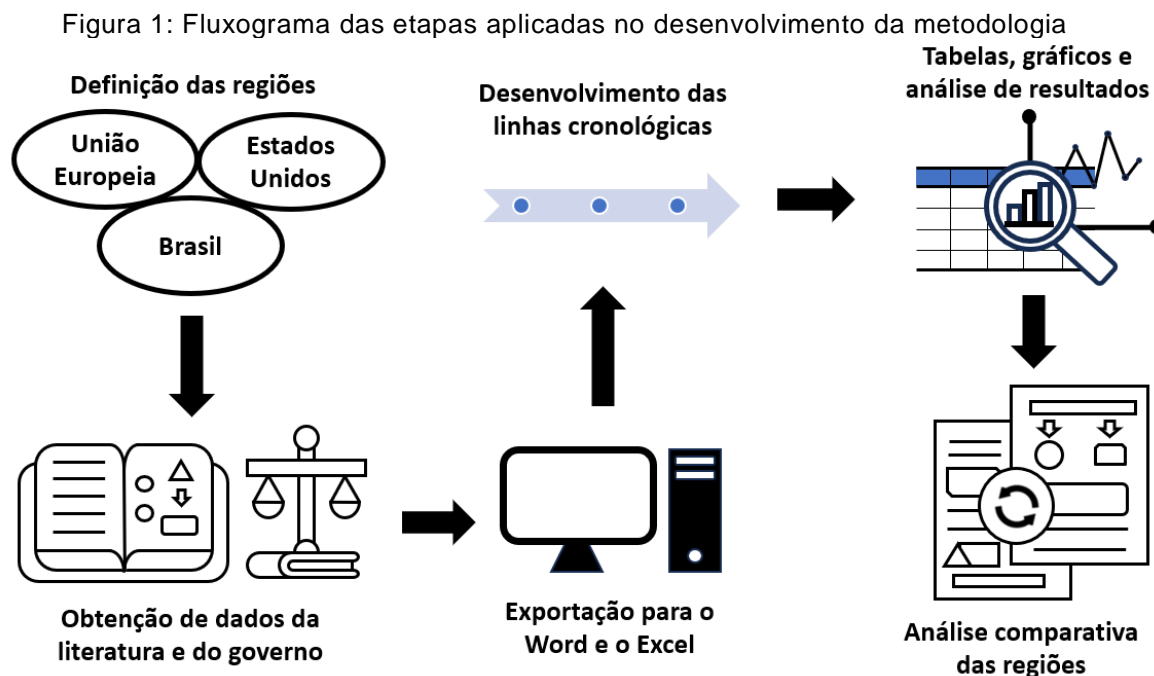 Figura 1: Fluxograma das etapas aplicadas no desenvolvimento da metodologia
Definição das regiões
União
Europeia
Estados
Unidos
Brasil
Obtenção de dados da
literatura e do governo
Exportação para o
Word e o Excel
Desenvolvimento das
linhas cronológicas
Tabelas, gráficos e
análise de resultados
Análise comparativa
das regiões